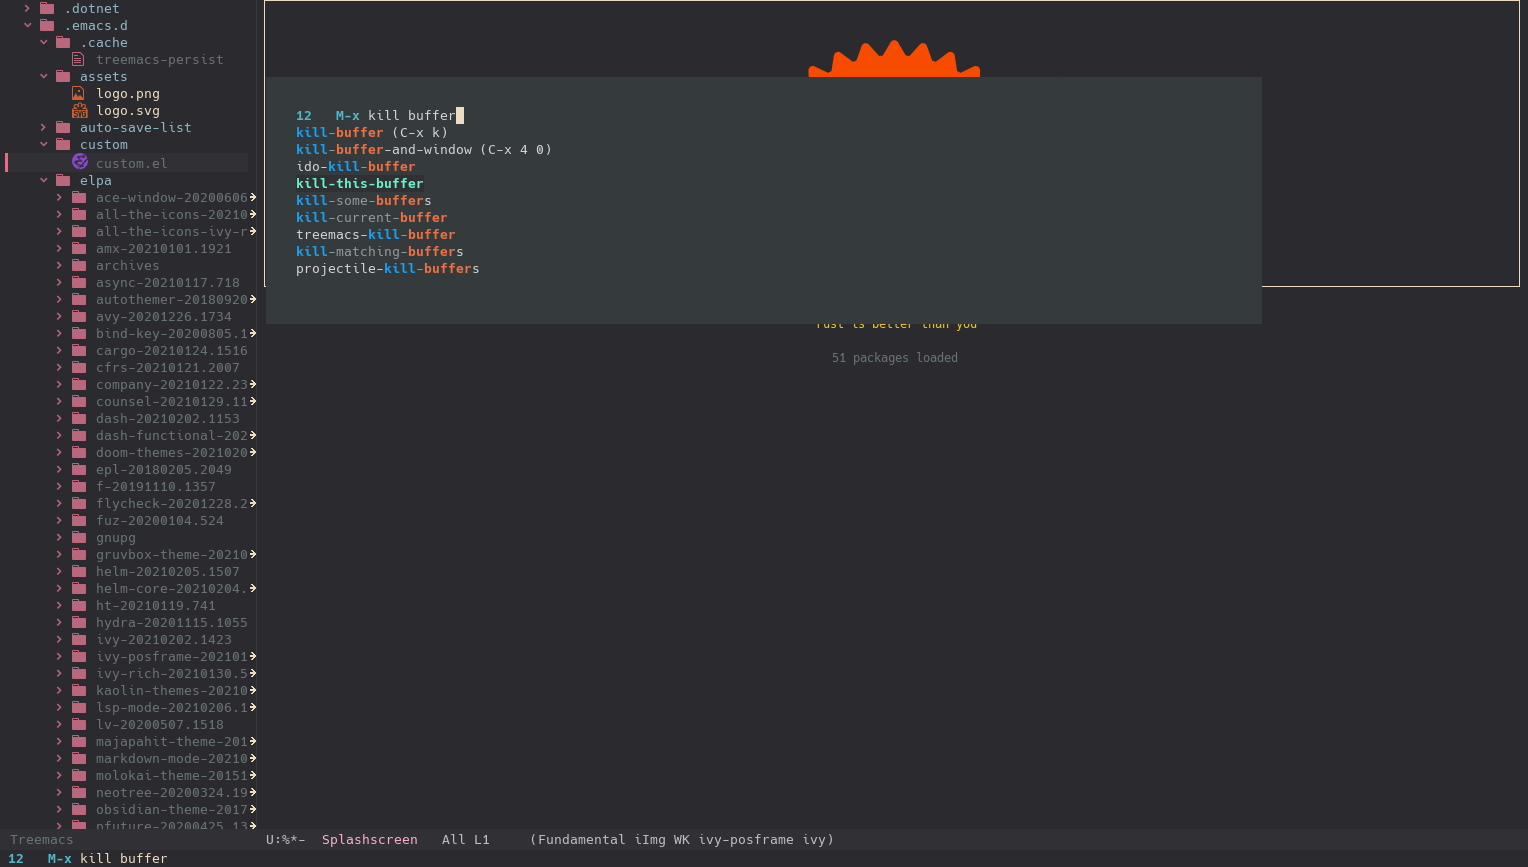 .dotnet
.emacs.d
.cache
treemacs-persist
assets
logo.png
logo.svg
auto-save-list
custom
custom.el
elpa
ace-window-20200606
all-the-icons-20210
all-the-icons-ivy-r
amx-20210101.1921
archives
async-20210117.718
autothemer-20180920
avy-20201226.1734
bind-key-20200805.1
cargo-20210124.1516
cfrs-20210121.2007
company-20210122.23
counsel-20210129.11
dash-20210202.1153
dash-functional-202
doom-themes-2021020
epl-20180205.2049
f-20191110.1357
flycheck-20201228.2
fuz-20200104.524
gnupg
gruvbox-theme-20210
helm-20210205.1507
helm-core-20210204.
ht-20210119.741
hydra-20201115.1055
ivy-20210202.1423
ivy-posframe-202101
ivy-rich-20210130.5
kaolin-themes-20210
lsp-mode-20210206.1
lv-20200507.1518
majapahit-theme-201
markdown-mode-20210
molokai-theme-20151
neotree-20200324.19
obsidian-theme-2017
pfuture-20200425.13
Treemacs
12 M-x kill buffer
kill-buffer (C-x k)
kill-buffer-and-window (C-x 4 0)
ido-kill-buffer
kill-this-buffer
kill-some-buffers
kill-current-buffer
treemacs-kill-buffer
kill-matching-buffers
projectile-kill-buffers
Rust is better than you
51 packages loaded
U:%*- Splashscreen All L1 (Fundamental iImg WK ivy-posframe ivy)
12 M-x kill buffer